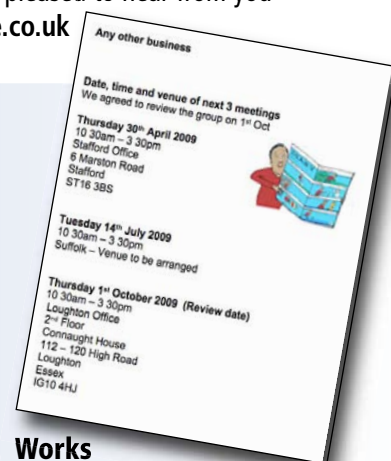 pleased to hear from you
e.co.uk
Any other business
Date, time and venue of next 3 meetings
We agreed to review the group on 1st Oct
Thursday 30th April 2009
10 30am – 3 30pm
Stafford Office
6 Marston Road
Stafford
ST16 3BS
Tuesday 14th July 2009
10 30am – 3 30pm
Suffolk – Venue to be arranged
Thursday 1st October 2009 (Review date)
10 30am – 3 30pm
Loughton Office
2nd Floor
Connaught House
112 – 120 High Road
Loughton
Essex
IG10 4HJ
Works